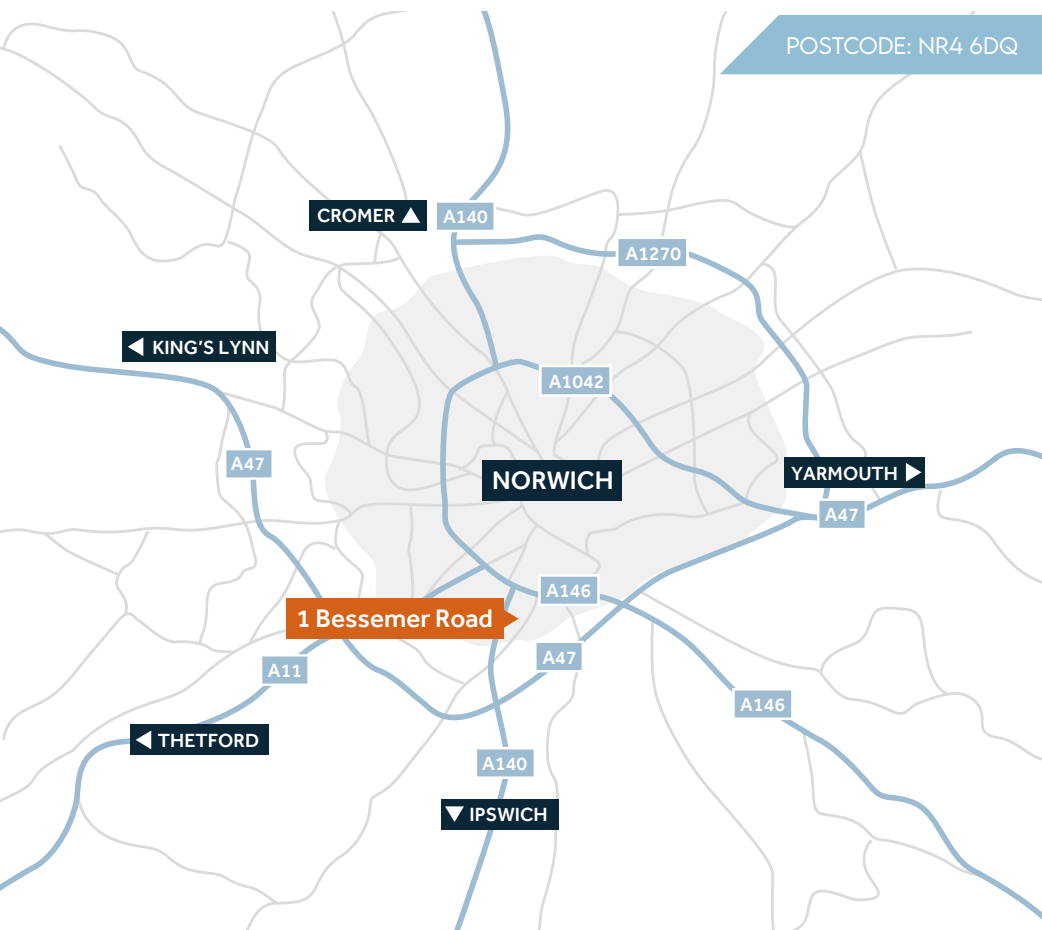 POSTCODE: NR4 6DQ
CROMER ▲
A140
A1270
◀ KING'S LYNN
A1042
A47
NORWICH
YARMOUTH ▶
A47
A146
1 Bessemer Road
A47
A11
A146
◀ THETFORD
A140
▼ IPSWICH